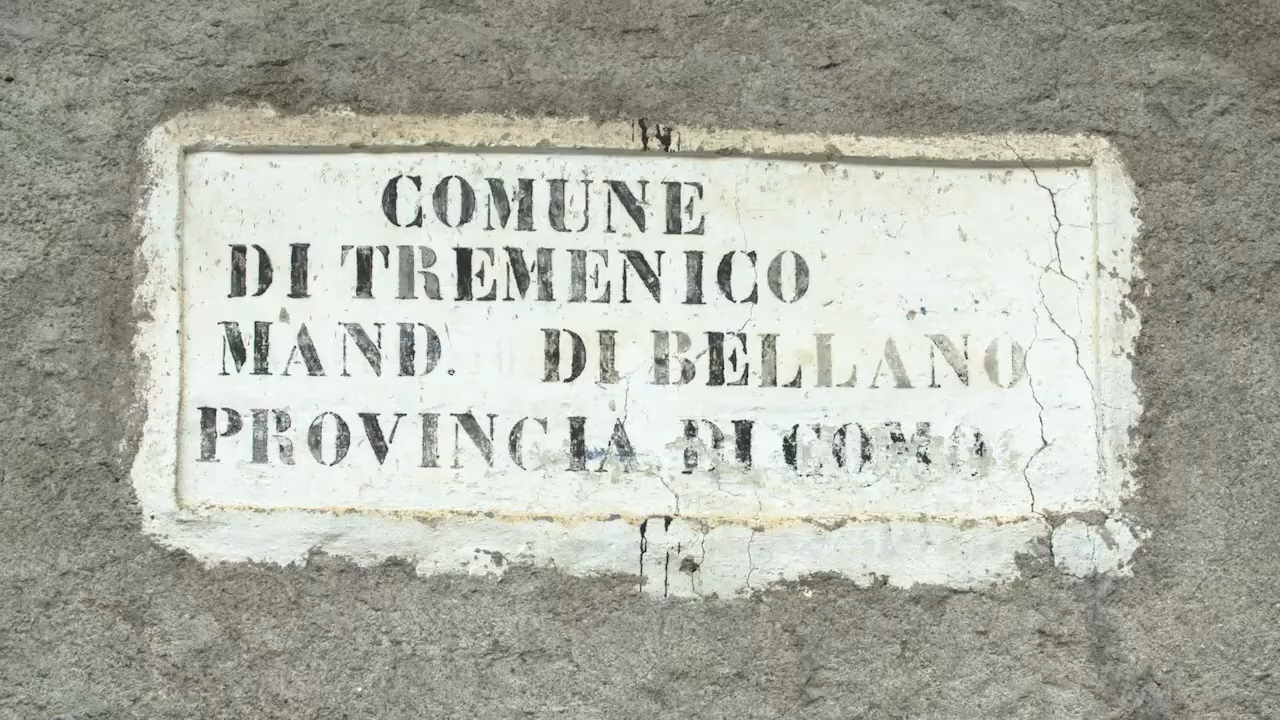 COMUNE
DI TREMENICO
MAND. DI BELLANO
PROVINCIA DI COMO